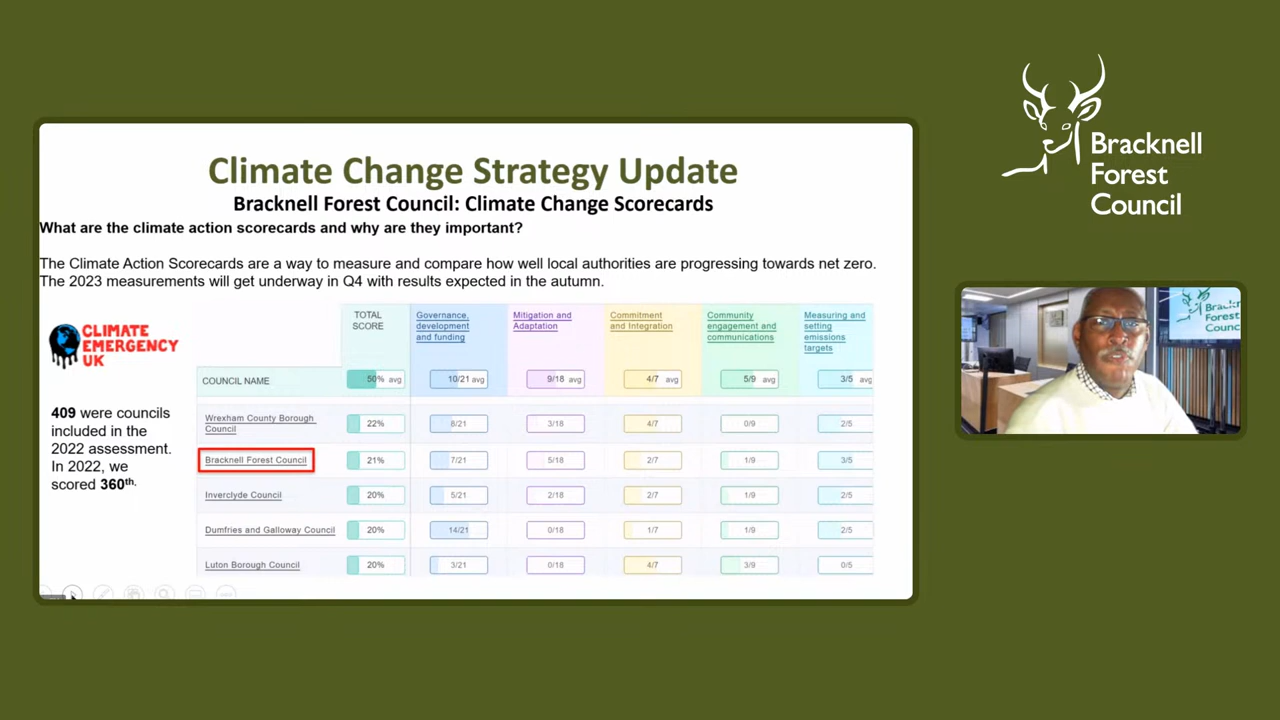 Climate Change Strategy Update
Bracknell Forest Council: Climate Change Scorecards
What are the climate action scorecards and why are they important?
The Climate Action Scorecards are a way to measure and compare how well local authorities are progressing towards net zero.
The 2023 measurements will get underway in Q4 with results expected in the autumn.
CLIMATE
EMERGENCY
UK
409 were councils
included in the
2022 assessment.
In 2022, we
scored 360th.
TOTAL
SCORE
Governance,
development
and funding
Mitigation and
Adaptation
Commitment
and Integration
Community
engagement and
communications
Measuring and
setting
emissions
targets
COUNCIL NAME 50% avg 10/21 avg 9/18 avg 4/7 avg 5/9 avg 3/5 avg
Wrexham County Borough
Council 22% 8/21 3/18 4/7 0/9 2/5
Bracknell Forest Council 21% 7/21 5/18 2/7 1/9 3/5
Inverclyde Council 20% 5/21 2/18 2/7 1/9 2/5
Dumfries and Galloway Council 20% 14/21 0/18 1/7 1/9 2/5
Luton Borough Council 20% 3/21 0/18 4/7 3/9 0/5
Bracknell
Forest
Council
Forest